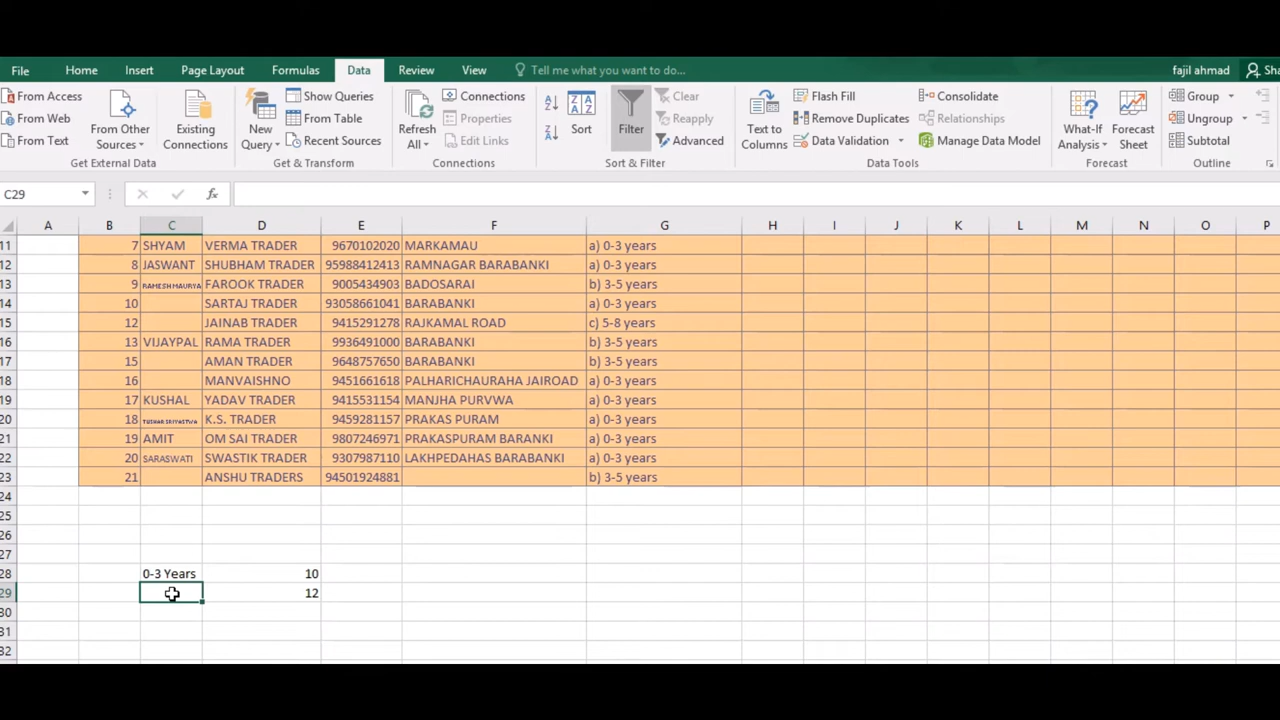 File Home Insert Page Layout Formulas Data Review View Tell me what you want to do... fajil ahmad
From Access
From Web
From Text
From Other
Sources
Existing
Connections
Get External Data
New
Query
Show Queries
From Table
Recent Sources
Get & Transform
Refresh
All
Connections
Properties
Edit Links
Connections
Sort
Filter
Clear
Reapply
Advanced
Sort & Filter
Text to
Columns
Flash Fill
Remove Duplicates
Data Validation
Consolidate
Relationships
Manage Data Model
Data Tools
What-If
Analysis
Forecast
Sheet
Forecast
Group
Ungroup
Subtotal
Outline
C29 fx
A B C D E F G H I J K L M N O P
11 7 SHYAM VERMA TRADER 9670102020 MARKAMAU a) 0-3 years
12 8 JASWANT SHUBHAM TRADER 95988412413 RAMNAGAR BARABANKI a) 0-3 years
13 9 RAMESH MAURYA FAROOK TRADER 9005434903 BADOSARAI b) 3-5 years
14 10 SARTAJ TRADER 93058661041 BARABANKI a) 0-3 years
15 12 JAINAB TRADER 9415291278 RAJKAMAL ROAD c) 5-8 years
16 13 VIJAYPAL RAMA TRADER 9936491000 BARABANKI b) 3-5 years
17 15 AMAN TRADER 9648757650 BARABANKI b) 3-5 years
18 16 MANVAISHNO 9451661618 PALHARICHAURAHA JAIROAD a) 0-3 years
19 17 KUSHAL YADAV TRADER 9415531154 MANJHA PURVWA a) 0-3 years
20 18 K.S. TRADER 9459281157 PRAKAS PURAM a) 0-3 years
21 19 AMIT OM SAI TRADER 9807246971 PRAKASPURAM BARANKI a) 0-3 years
22 20 SARASWATI SWASTIK TRADER 9307987110 LAKHPEDAHAS BARABANKI a) 0-3 years
23 21 ANSHU TRADERS 94501924881 b) 3-5 years
24
25
26
27
28 0-3 Years 10
29 12
30
31
32